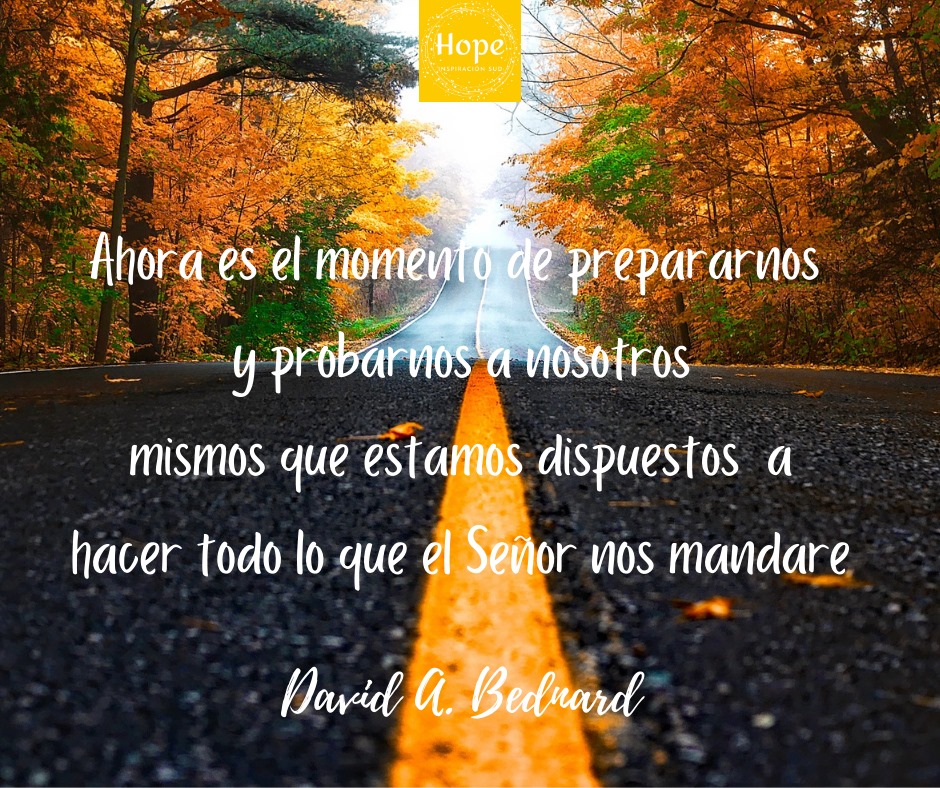 Hope
INSPIRACIÓN SUD
Ahora es el momento de prepararnos
y probarnos a nosotros
mismos que estamos dispuestos a
hacer todo lo que el Señor nos mandare
David A. Bednard